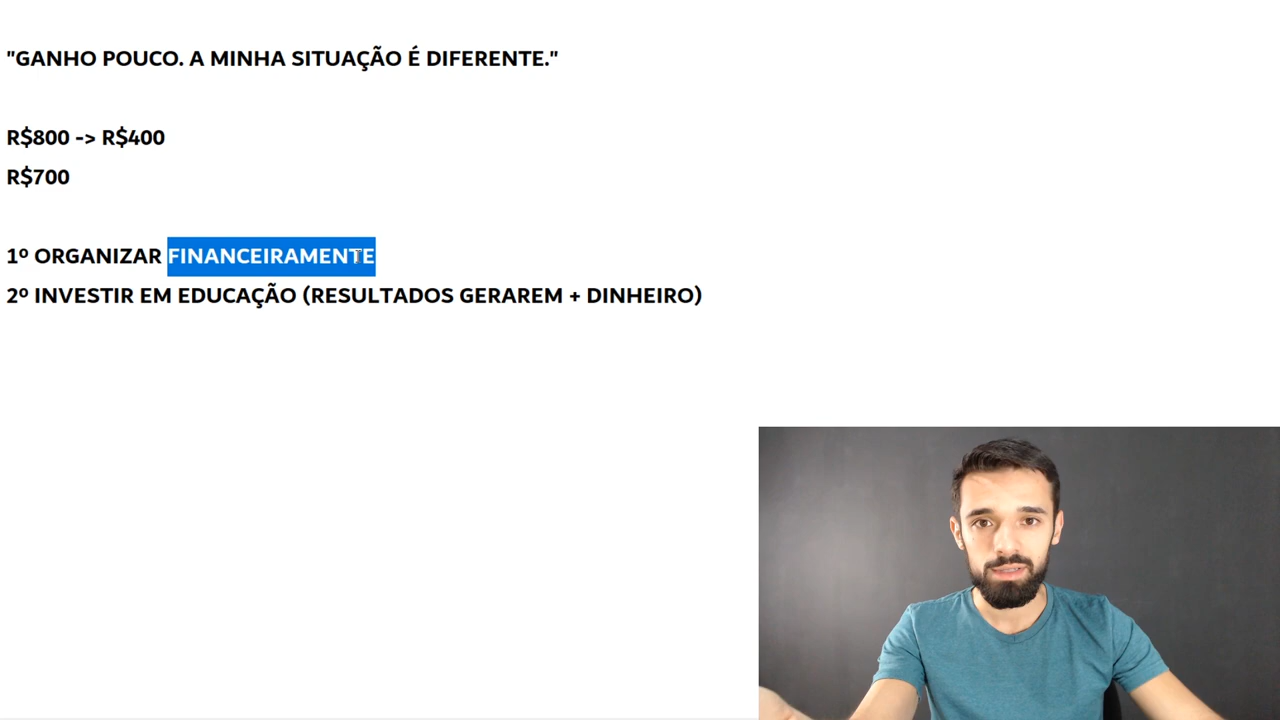 "GANHO POUCO. A MINHA SITUAÇÃO É DIFERENTE."
R$800 -> R$400
R$700
1º ORGANIZAR FINANCEIRAMENTE
2º INVESTIR EM EDUCAÇÃO (RESULTADOS GERAREM + DINHEIRO)